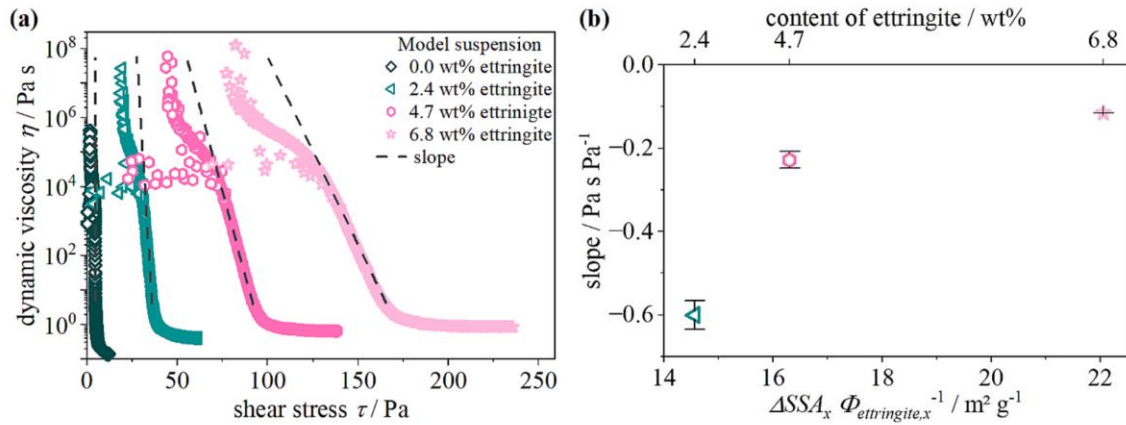 (a)
10⁸
10⁶
10⁴
10²
10⁰
dynamic viscosity η / Pa s
Model suspension
0.0 wt% ettringite
2.4 wt% ettringite
4.7 wt% ettrinigte
6.8 wt% ettringite
slope
0 50 100 150 200 250
shear stress τ / Pa
(b)
content of ettringite / wt%
2.4 4.7 6.8
0.0
−0.2
−0.4
−0.6
slope / Pa s Pa⁻¹
14 16 18 20 22
ΔSSAₓ Φettringite,x⁻¹ / m² g⁻¹